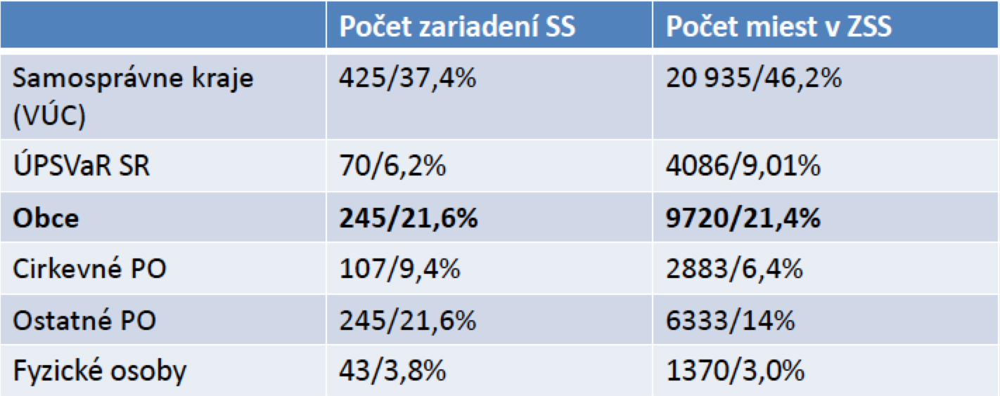 Počet zariadení SS Počet miest v ZSS
Samosprávne kraje 425/37,4% 20 935/46,2%
(VÚC)
ÚPSVaR SR 70/6,2% 4086/9,01%
Obce 245/21,6% 9720/21,4%
Cirkevné PO 107/9,4% 2883/6,4%
Ostatné PO 245/21,6% 6333/14%
Fyzické osoby 43/3,8% 1370/3,0%